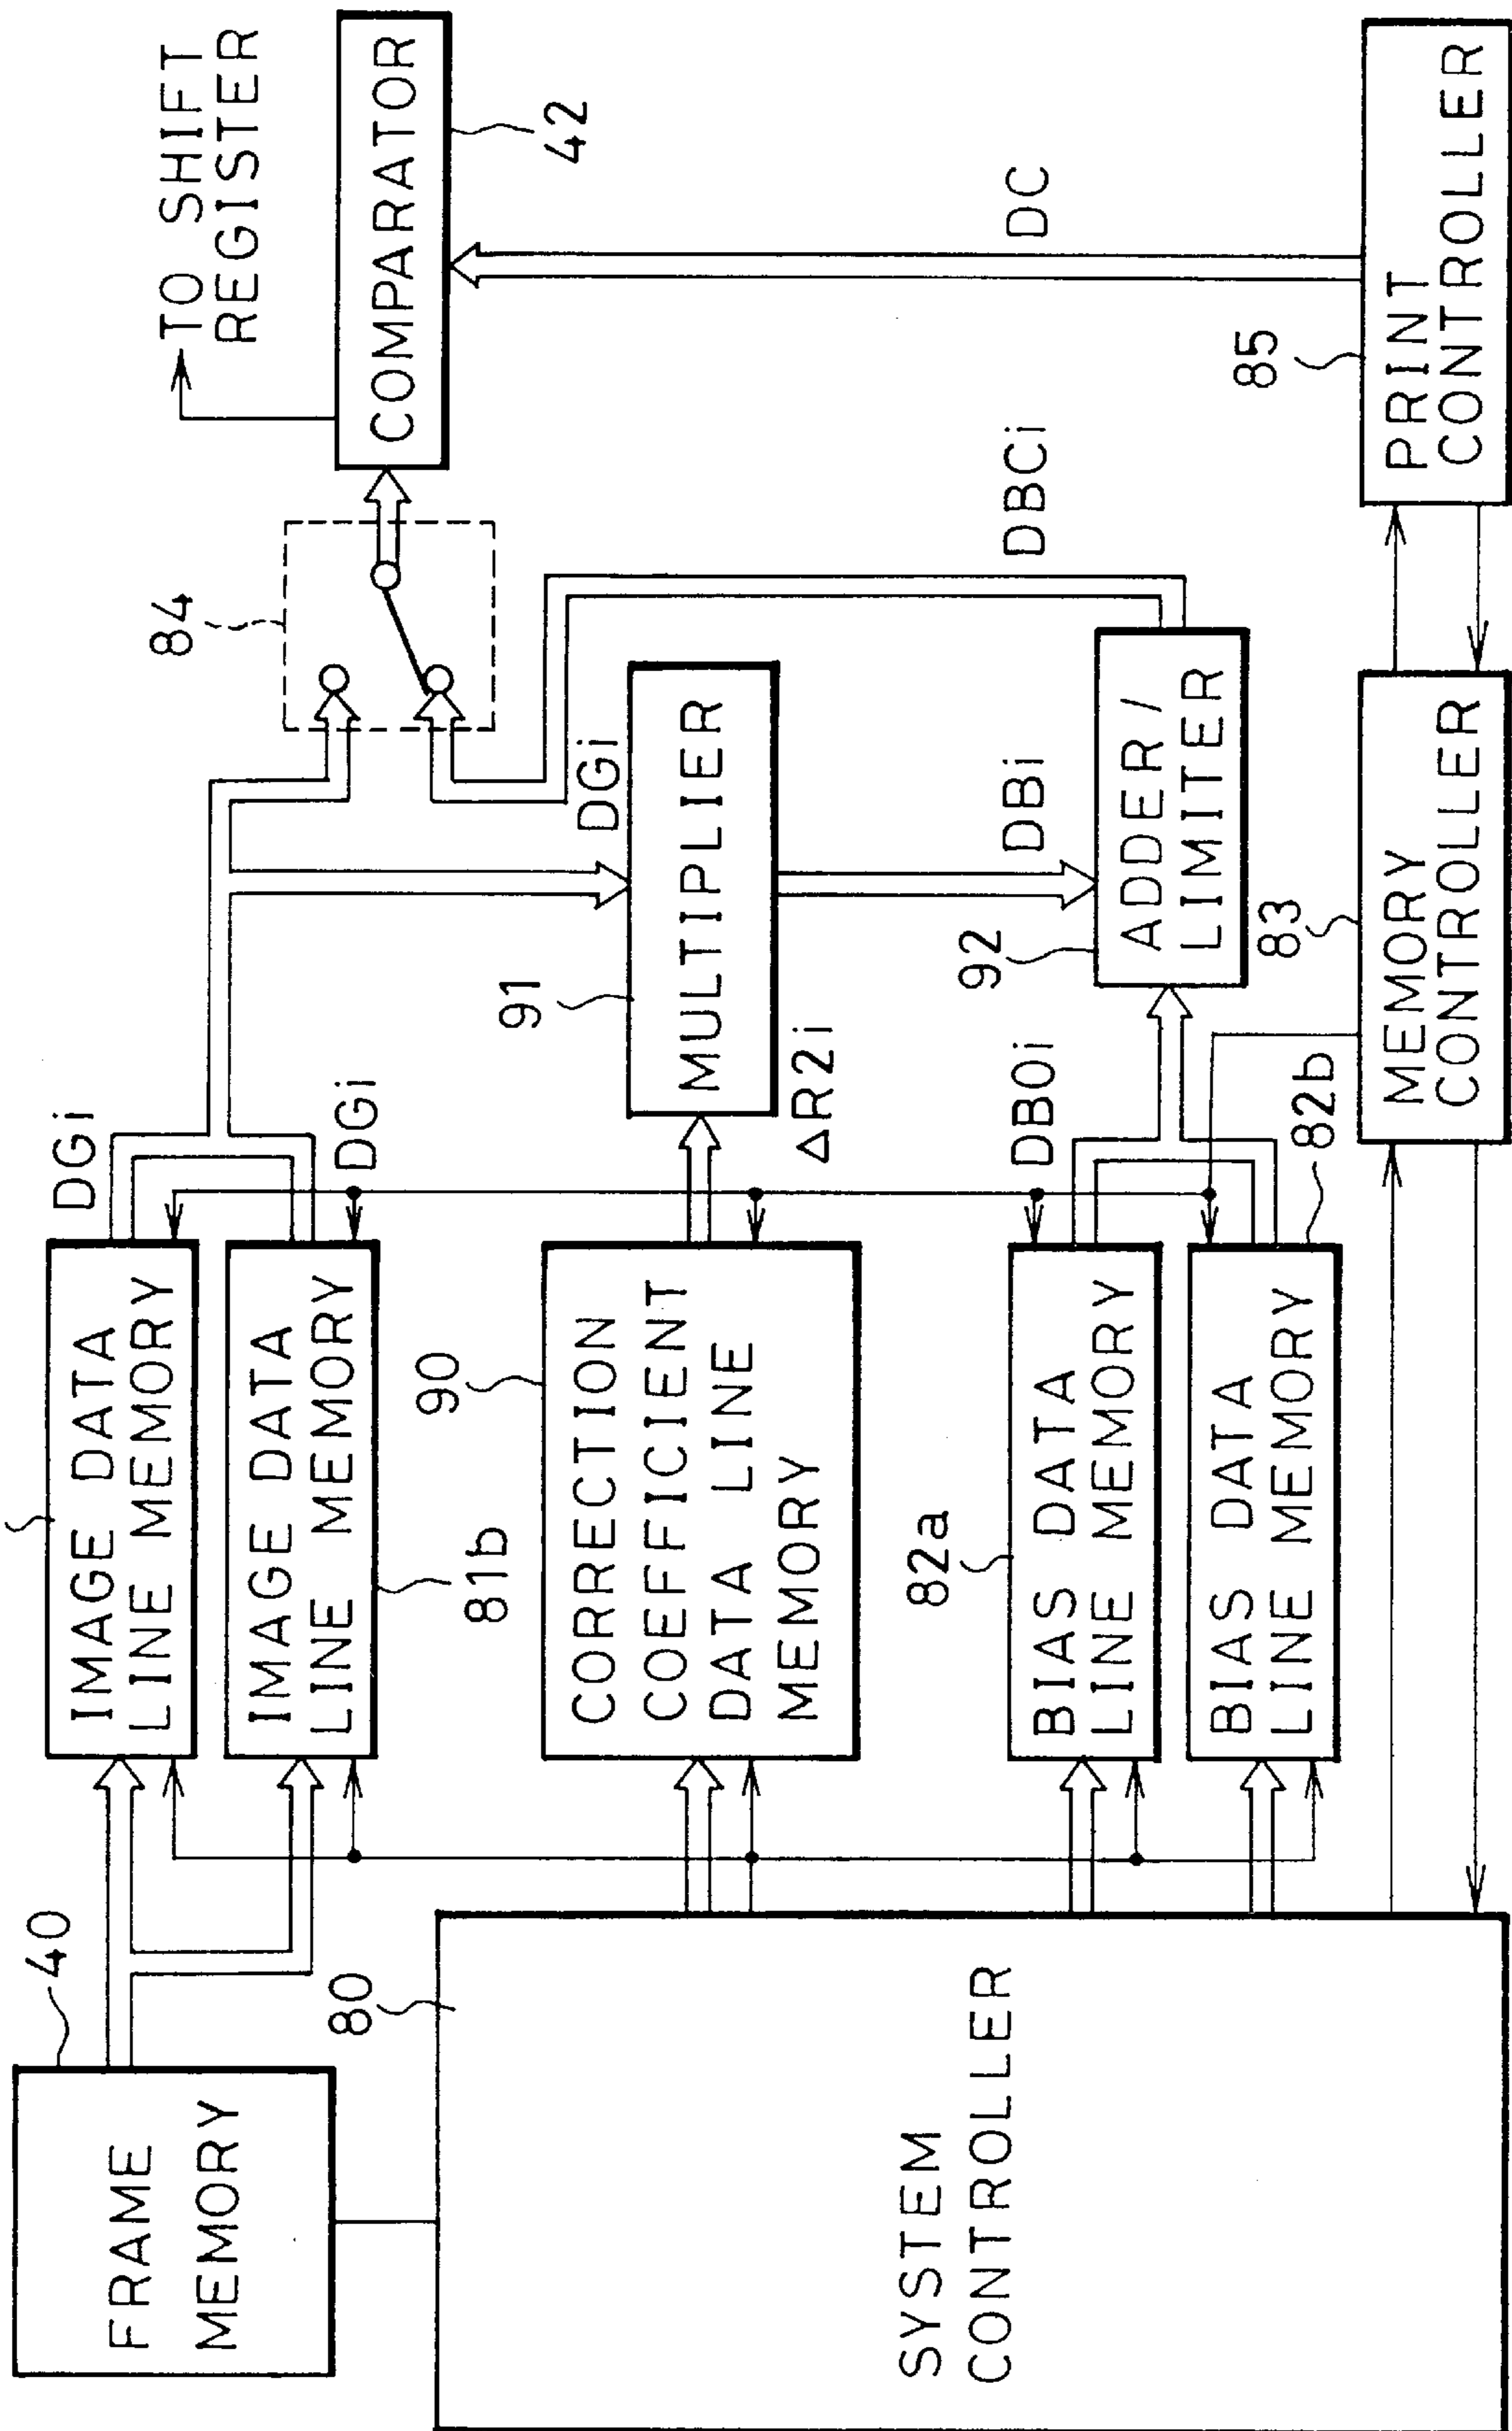 40
FRAME
MEMORY
80
SYSTEM
CONTROLLER
IMAGE DATA
LINE MEMORY
DGi
IMAGE DATA
LINE MEMORY
81b
DGi
90
CORRECTION
COEFFICIENT
DATA LINE
MEMORY
ΔR2i
82a
BIAS DATA
LINE MEMORY
DB0i
BIAS DATA
LINE MEMORY
82b
91
MULTIPLIER
DGi
DBi
92
ADDER/
LIMITER
DBCi
83
MEMORY
CONTROLLER
84
TO SHIFT
REGISTER
COMPARATOR
42
DC
85
PRINT
CONTROLLER